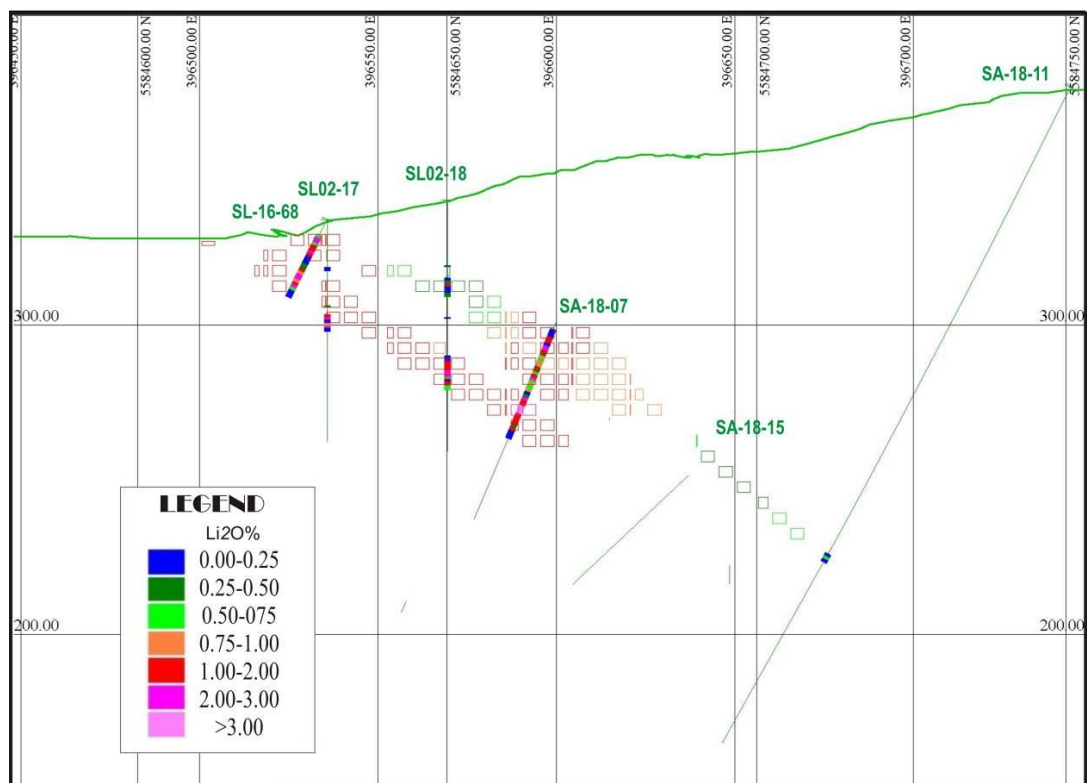 396450.00 E
5584600.00 N
396500.00 E
396550.00 E
5584650.00 N
396600.00 E
396650.00 E
5584700.00 N
396700.00 E
5584750.00 N
SA-18-11
SL02-18
SL02-17
SL-16-68
SA-18-07
300.00
300.00
SA-18-15
LEGEND
Li2O%
0.00-0.25
0.25-0.50
0.50-075
0.75-1.00
1.00-2.00
2.00-3.00
>3.00
200.00
200.00